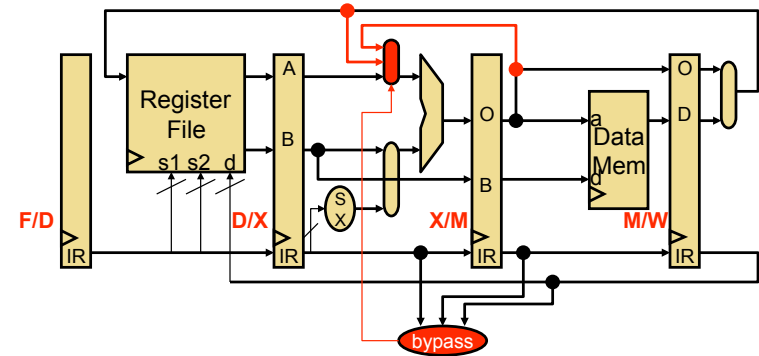 A
O
O
Register
File
B
O
a
Data
Mem
D
s1 s2 d
S
X
B
d
F/D
D/X
X/M
M/W
IR
IR
IR
IR
bypass